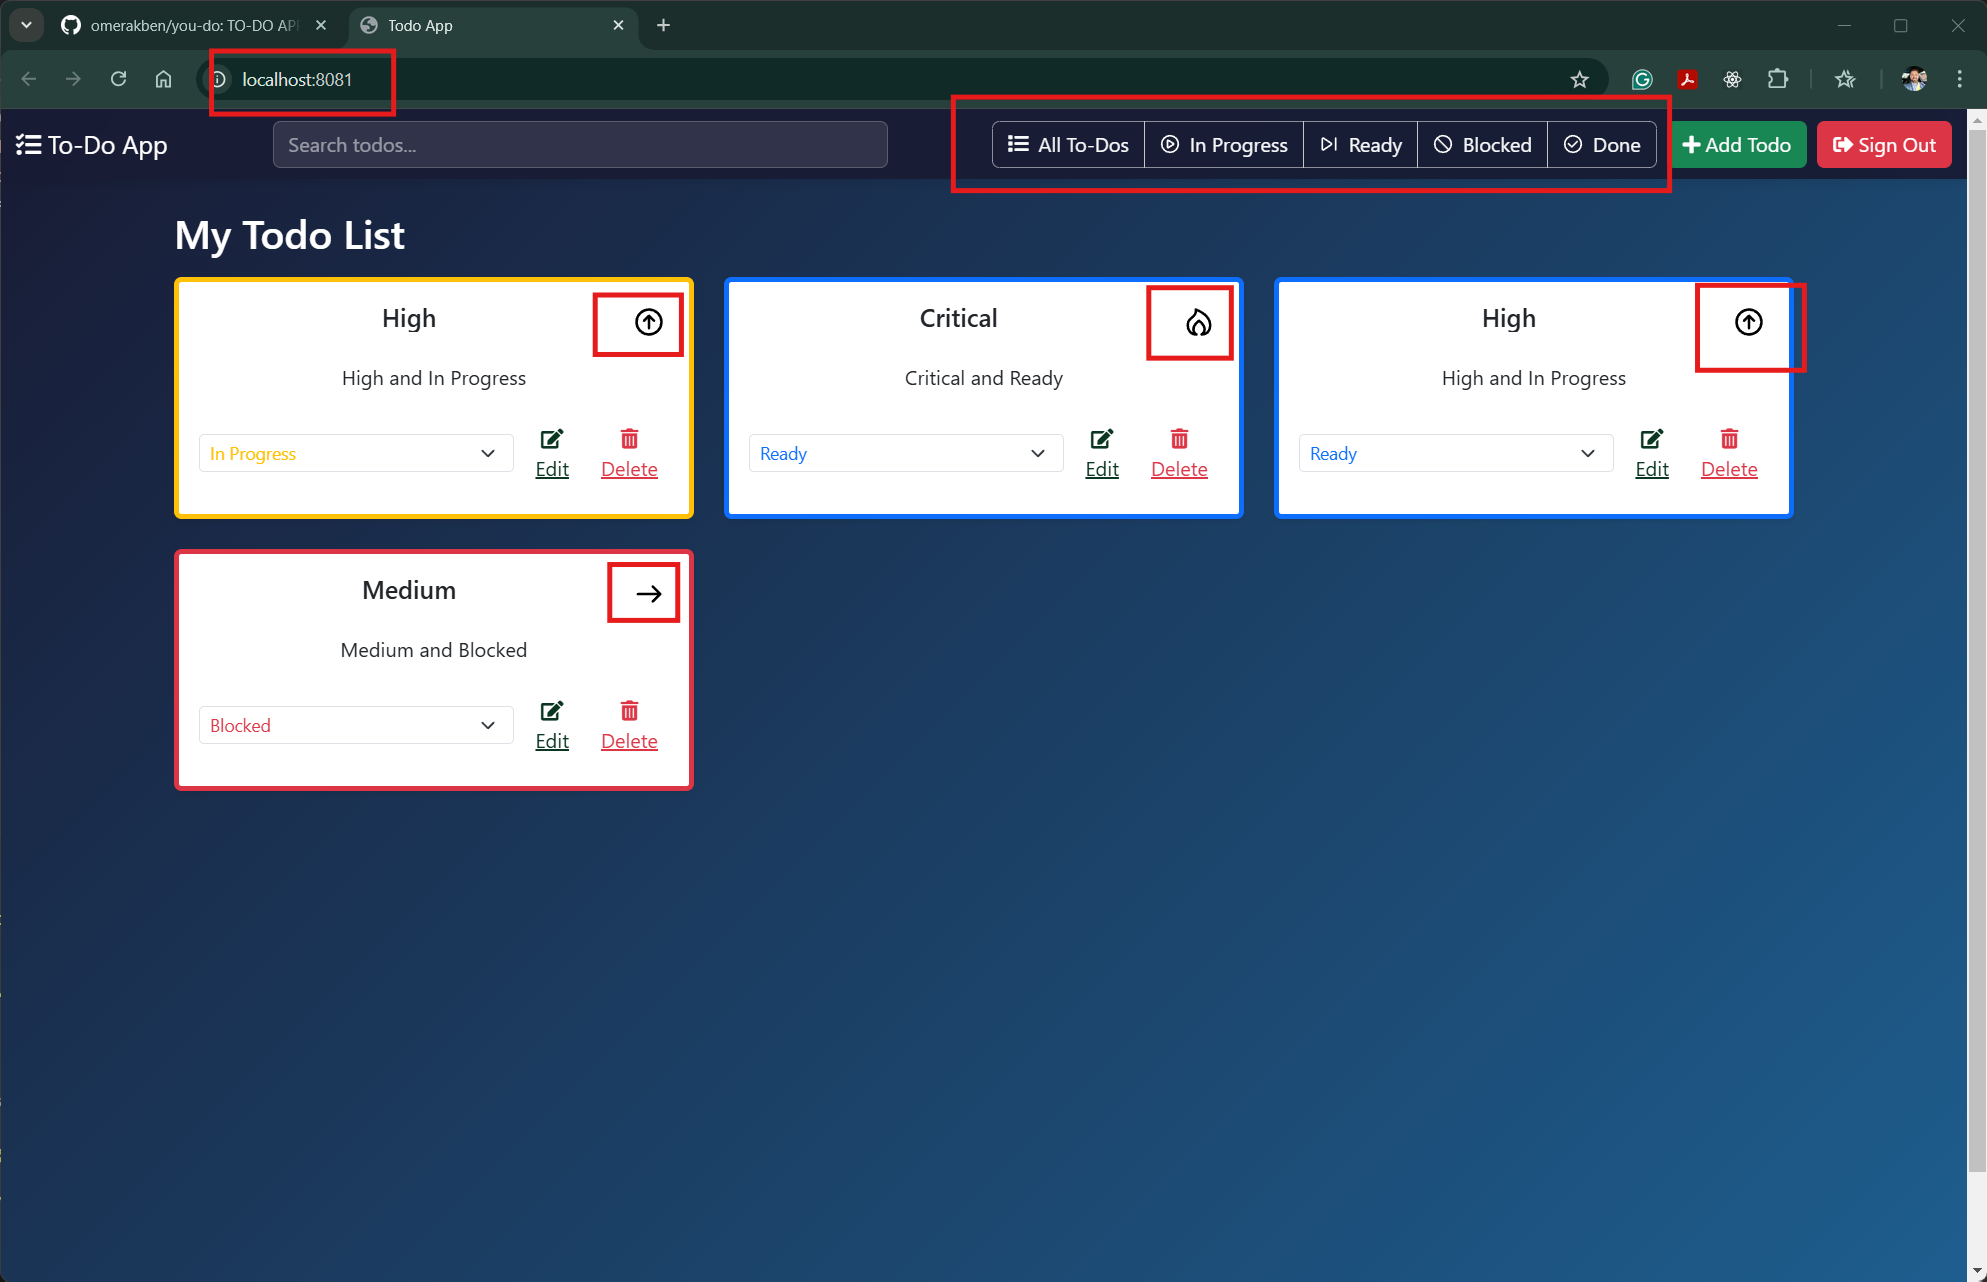 omerakben/you-do: TO-DO AP
Todo App
localhost:8081
To-Do App
Search todos...
All To-Dos
In Progress
Ready
Blocked
Done
Add Todo
Sign Out
My Todo List
High
High and In Progress
In Progress
Edit
Delete
Critical
Critical and Ready
Ready
Edit
Delete
High
High and In Progress
Ready
Edit
Delete
Medium
Medium and Blocked
Blocked
Edit
Delete